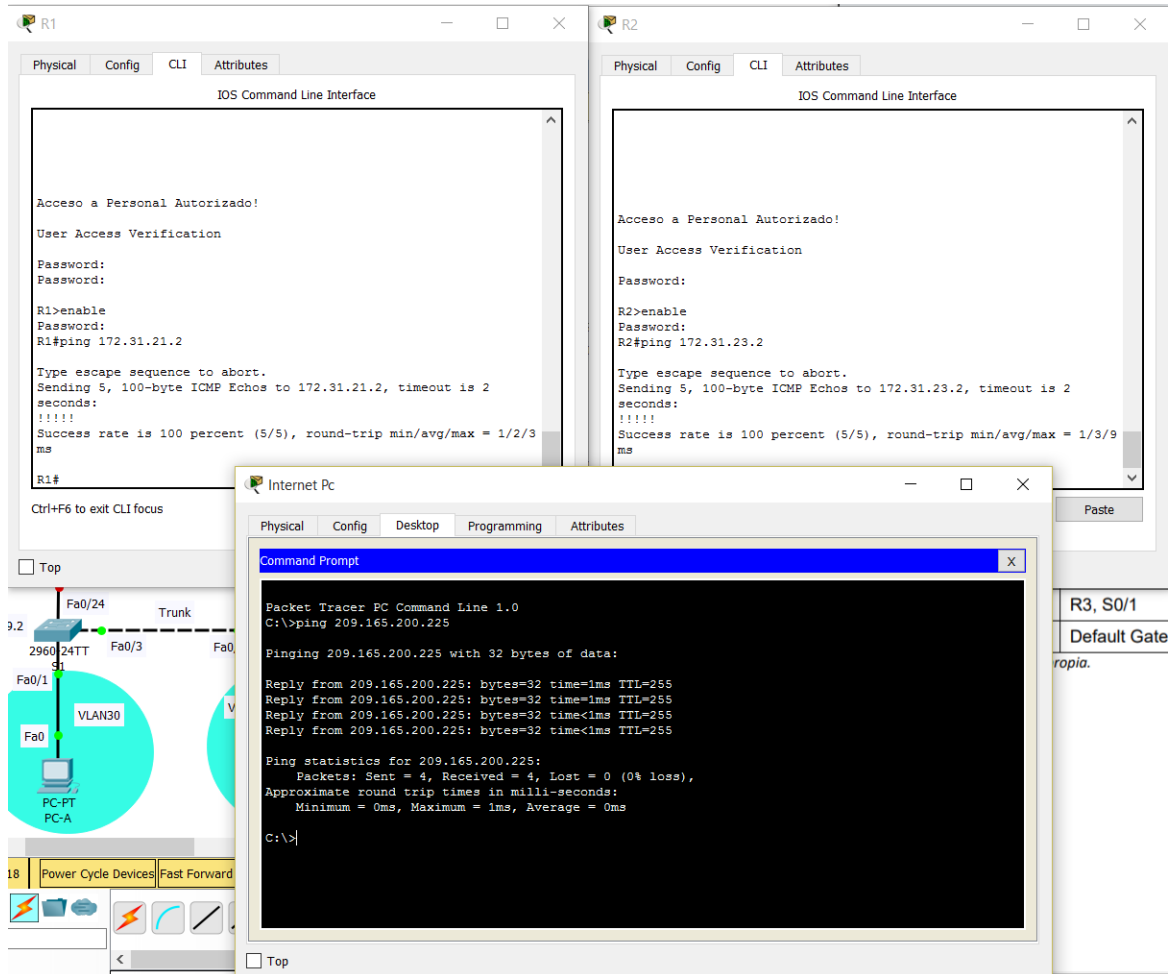 R1
Physical Config CLI Attributes
IOS Command Line Interface
Acceso a Personal Autorizado!
User Access Verification
Password:
Password:
R1>enable
Password:
R1#ping 172.31.21.2
Type escape sequence to abort.
Sending 5, 100-byte ICMP Echos to 172.31.21.2, timeout is 2
seconds:
!!!!!
Success rate is 100 percent (5/5), round-trip min/avg/max = 1/2/3
ms
R1#
Ctrl+F6 to exit CLI focus
Top
R2
Physical Config CLI Attributes
IOS Command Line Interface
Acceso a Personal Autorizado!
User Access Verification
Password:
R2>enable
Password:
R2#ping 172.31.23.2
Type escape sequence to abort.
Sending 5, 100-byte ICMP Echos to 172.31.23.2, timeout is 2
seconds:
!!!!!
Success rate is 100 percent (5/5), round-trip min/avg/max = 1/3/9
ms
Paste
Internet Pc
Physical Config Desktop Programming Attributes
Command Prompt X
Packet Tracer PC Command Line 1.0
C:\>ping 209.165.200.225
Pinging 209.165.200.225 with 32 bytes of data:
Reply from 209.165.200.225: bytes=32 time=1ms TTL=255
Reply from 209.165.200.225: bytes=32 time=1ms TTL=255
Reply from 209.165.200.225: bytes=32 time<1ms TTL=255
Reply from 209.165.200.225: bytes=32 time<1ms TTL=255
Ping statistics for 209.165.200.225:
Packets: Sent = 4, Received = 4, Lost = 0 (0% loss),
Approximate round trip times in milli-seconds:
Minimum = 0ms, Maximum = 1ms, Average = 0ms
C:\>
Top
Fa0/24
Trunk
9.2
2960-24TT
S1
Fa0/3
Fa0/1
VLAN30
Fa0
PC-PT
PC-A
18 Power Cycle Devices Fast Forward
R3, S0/1
Default Gate
ropia.